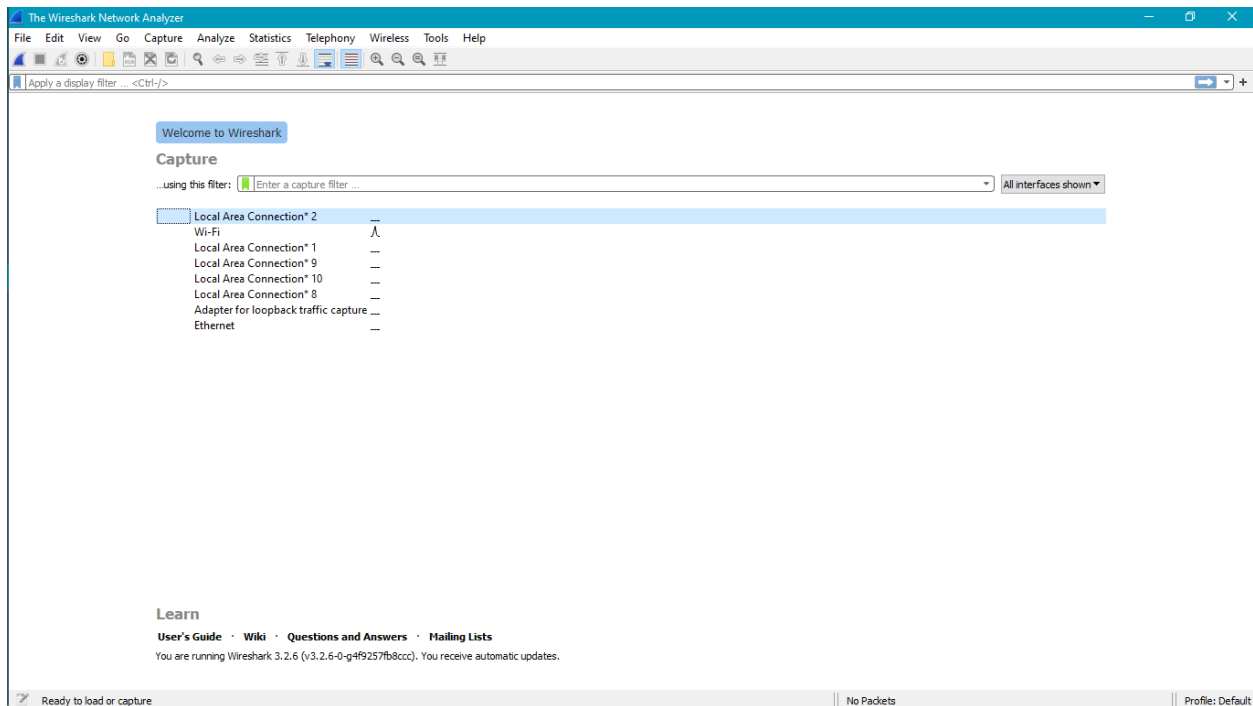 The Wireshark Network Analyzer
File Edit View Go Capture Analyze Statistics Telephony Wireless Tools Help
Apply a display filter ... <Ctrl-/>
+
Welcome to Wireshark
Capture
...using this filter: Enter a capture filter ... All interfaces shown
Local Area Connection* 2
Wi-Fi
Local Area Connection* 1
Local Area Connection* 9
Local Area Connection* 10
Local Area Connection* 8
Adapter for loopback traffic capture
Ethernet
Learn
User's Guide · Wiki · Questions and Answers · Mailing Lists
You are running Wireshark 3.2.6 (v3.2.6-0-g4f9257fb8ccc). You receive automatic updates.
Ready to load or capture No Packets Profile: Default